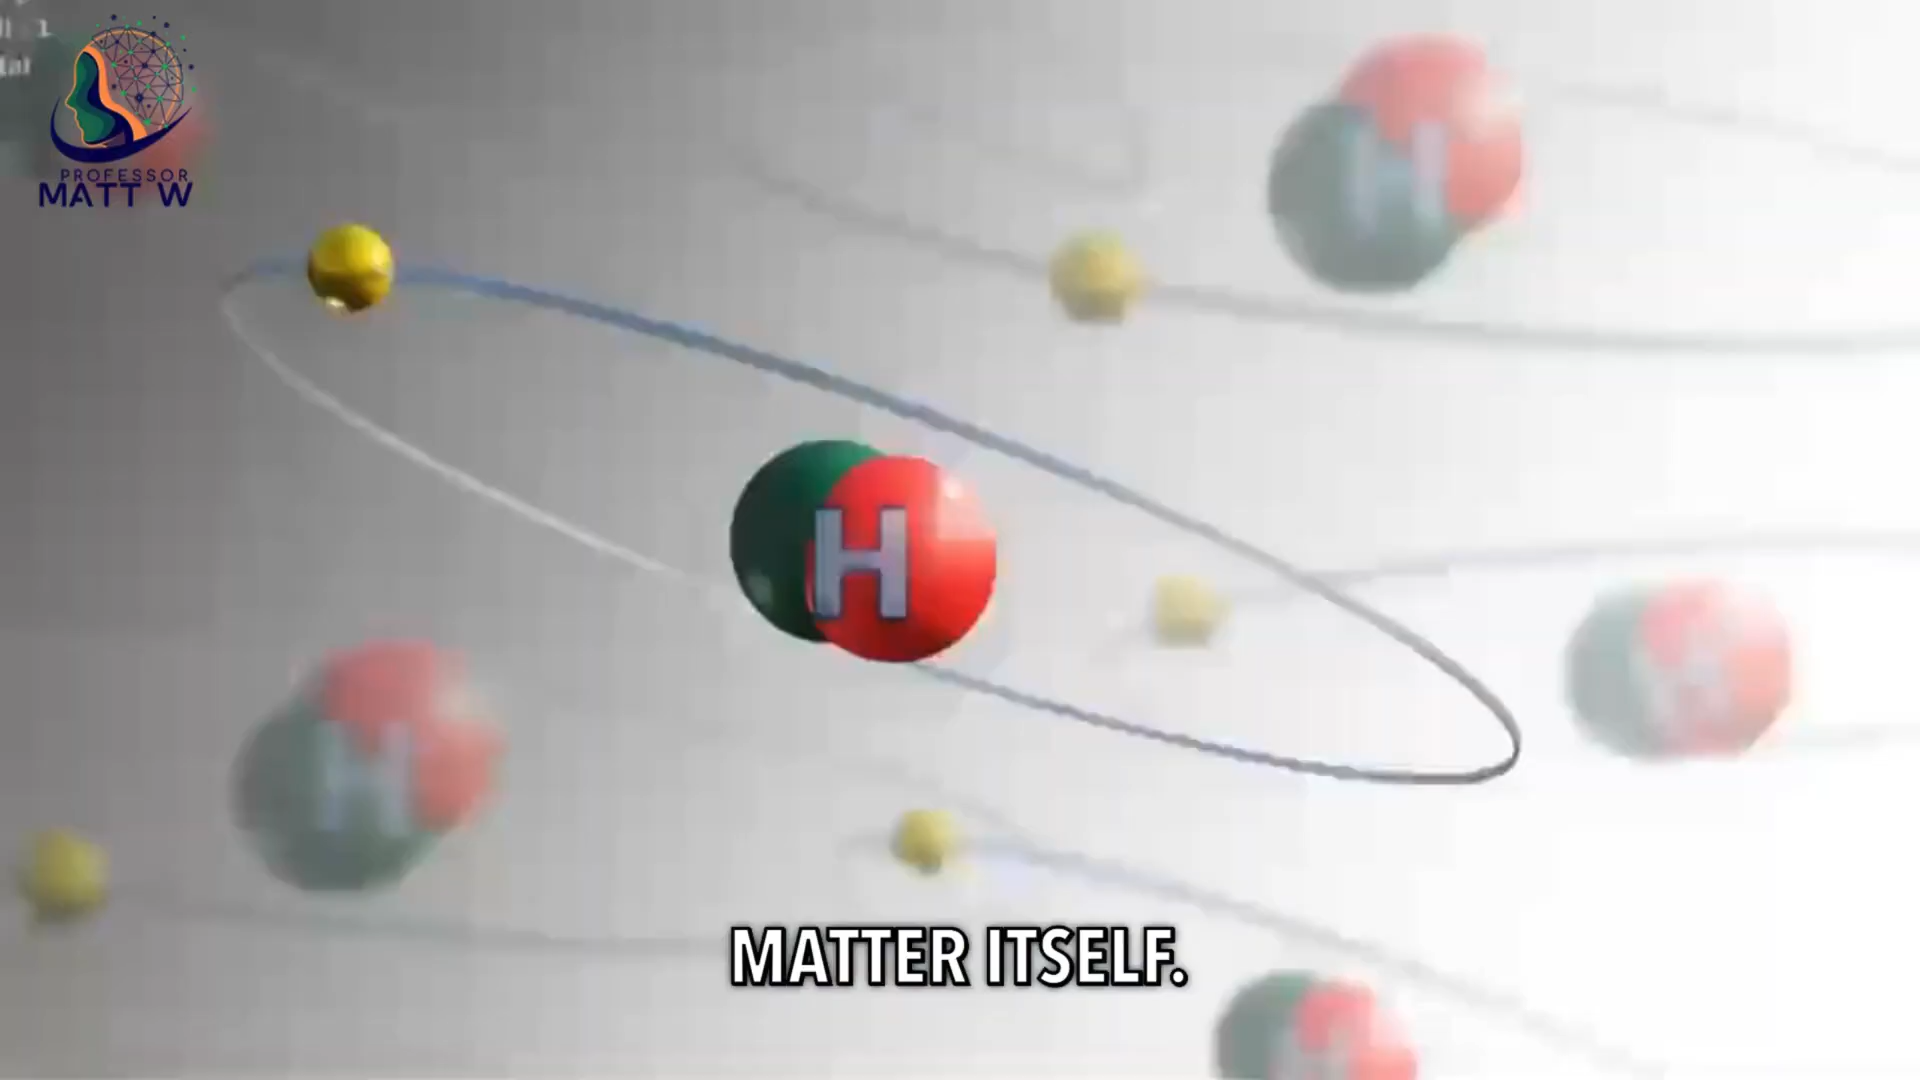 PROFESSOR
MATT W
H
H
H
MATTER ITSELF.